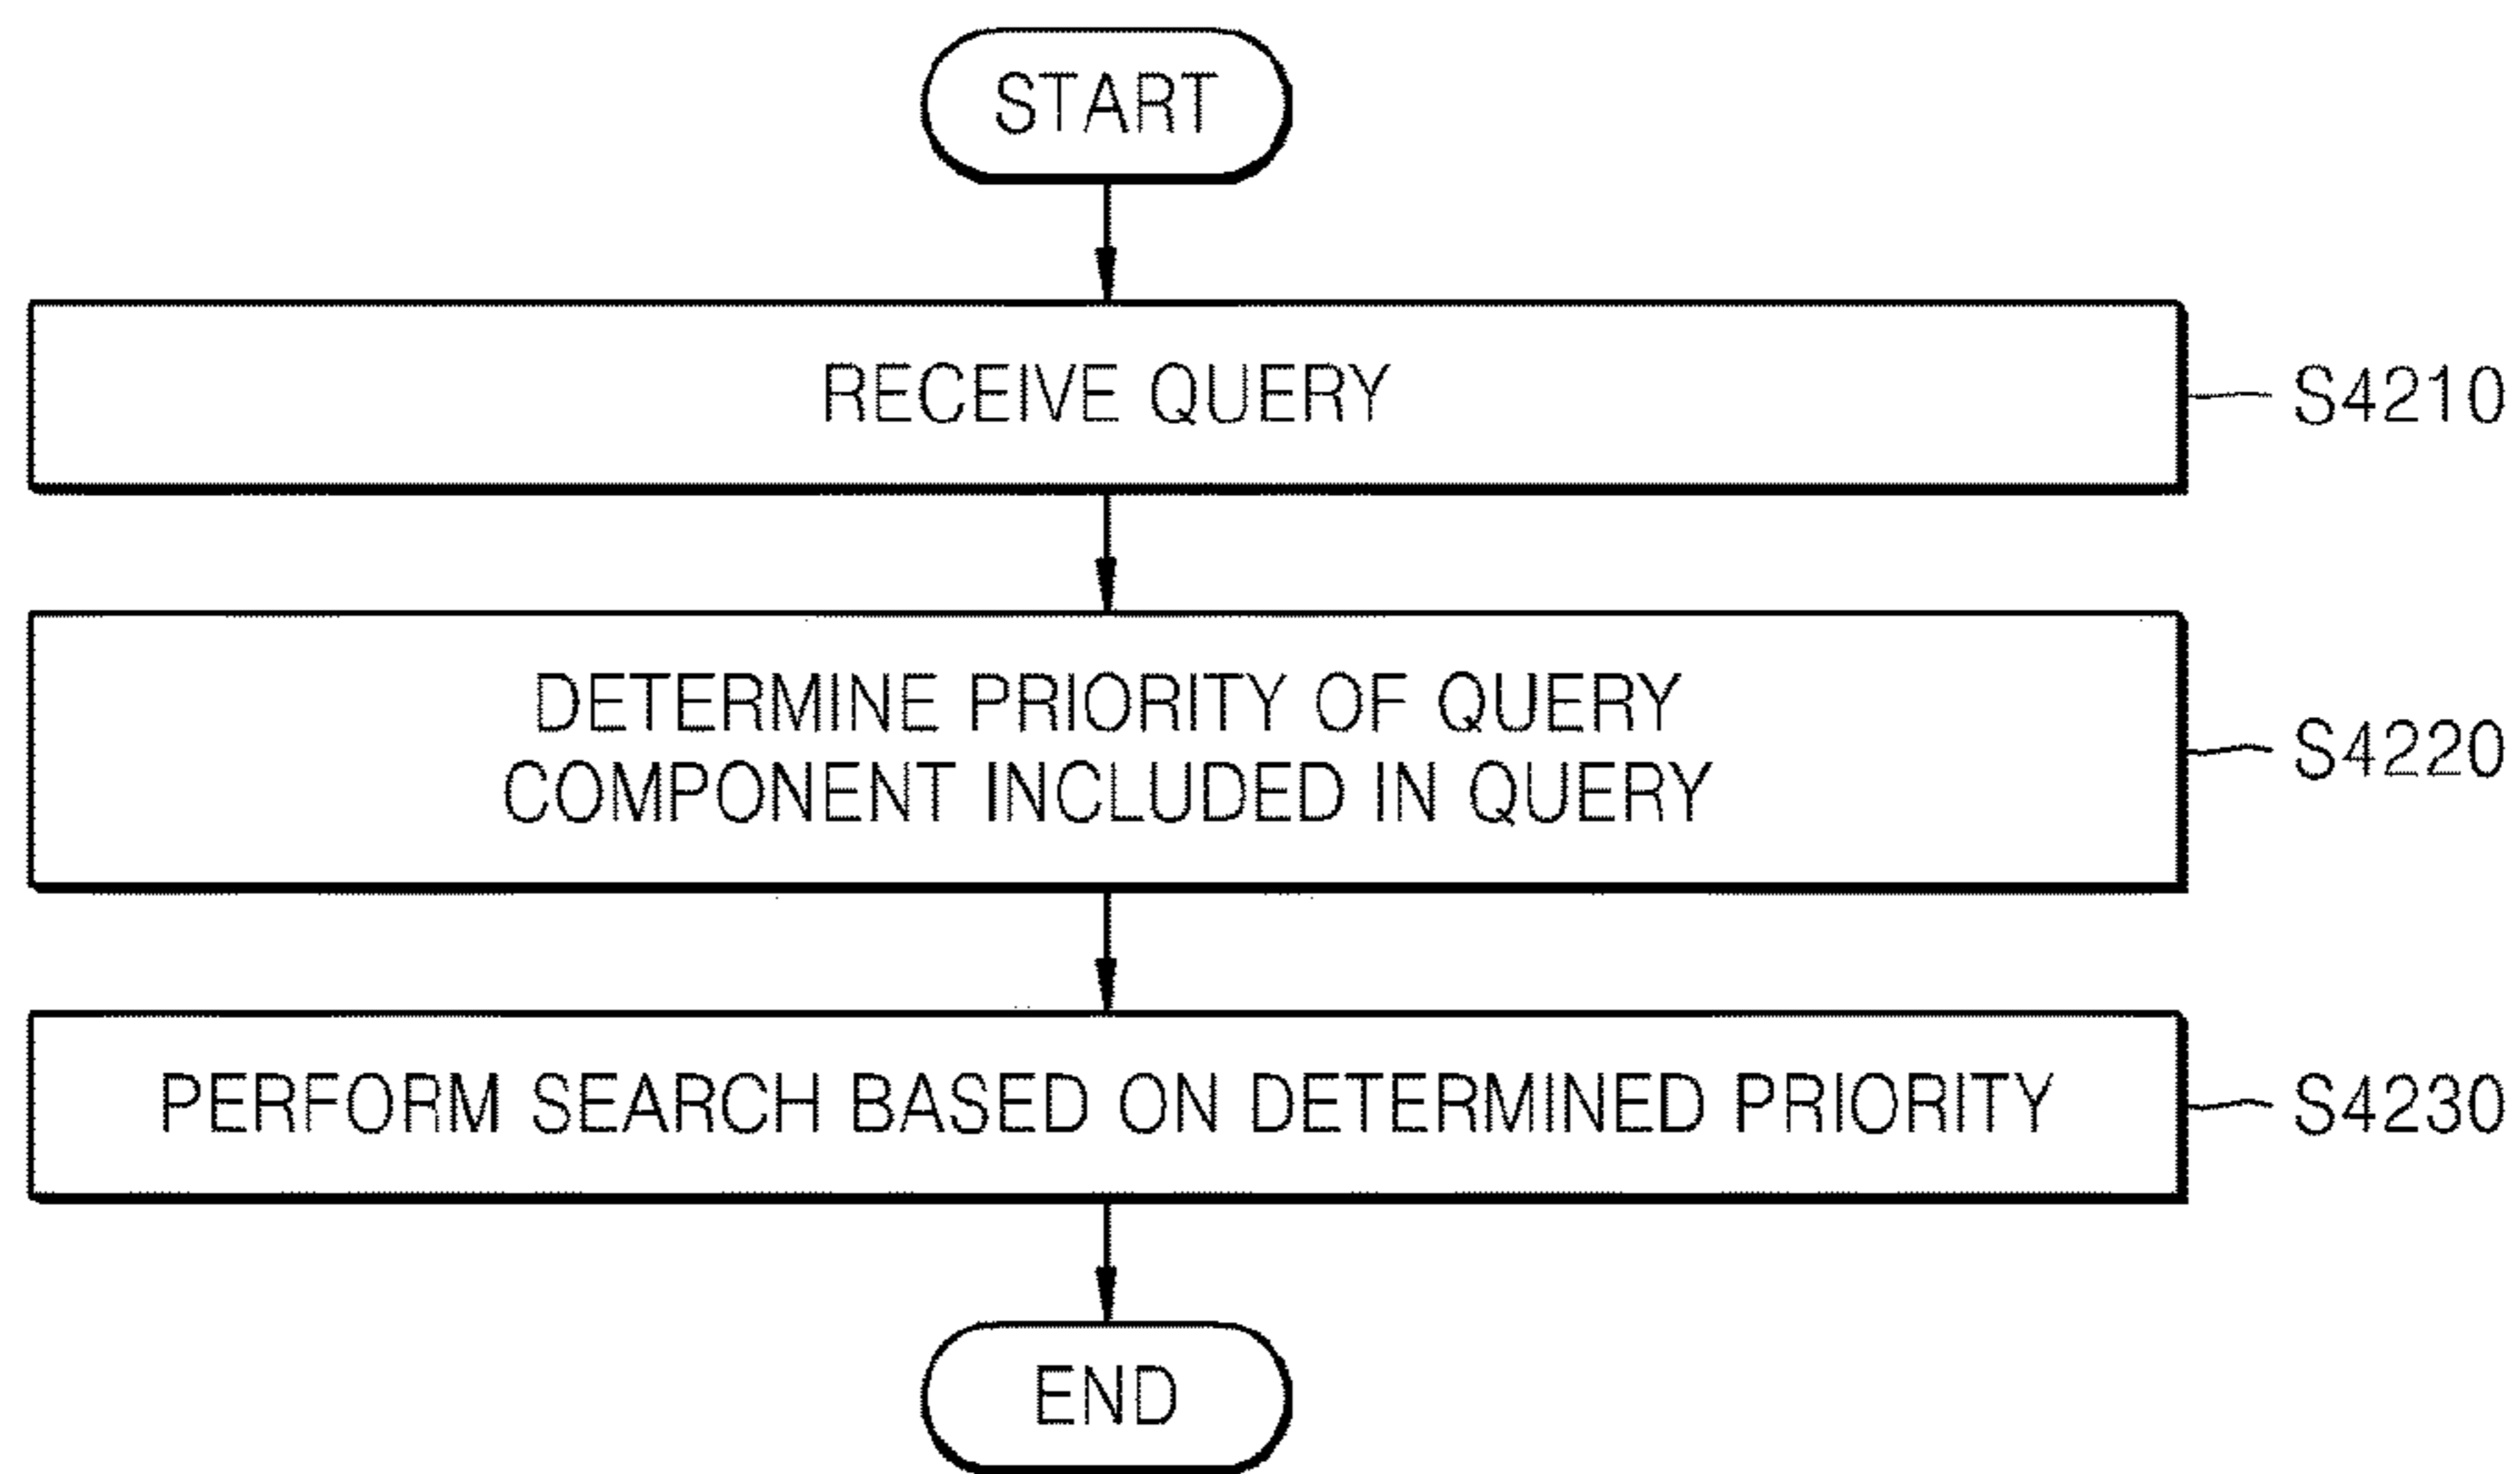 START
RECEIVE QUERY
S4210
DETERMINE PRIORITY OF QUERY
COMPONENT INCLUDED IN QUERY
S4220
PERFORM SEARCH BASED ON DETERMINED PRIORITY
S4230
END